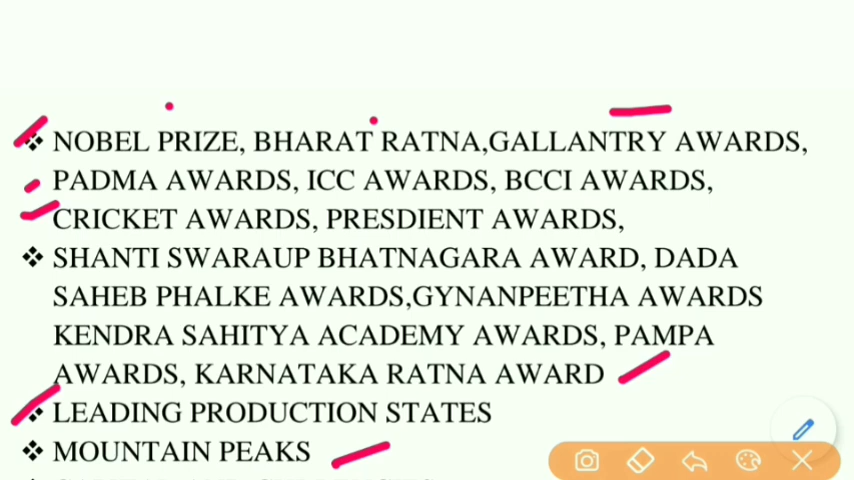 ❖ NOBEL PRIZE, BHARAT RATNA,GALLANTRY AWARDS,
PADMA AWARDS, ICC AWARDS, BCCI AWARDS,
CRICKET AWARDS, PRESDIENT AWARDS,
❖ SHANTI SWARAUP BHATNAGARA AWARD, DADA
SAHEB PHALKE AWARDS,GYNANPEETHA AWARDS
KENDRA SAHITYA ACADEMY AWARDS, PAMPA
AWARDS, KARNATAKA RATNA AWARD
❖ LEADING PRODUCTION STATES
❖ MOUNTAIN PEAKS